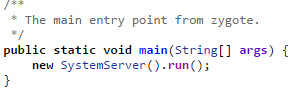 /**
 * The main entry point from zygote.
 */
public static void main(String[] args) {
    new SystemServer().run();
}